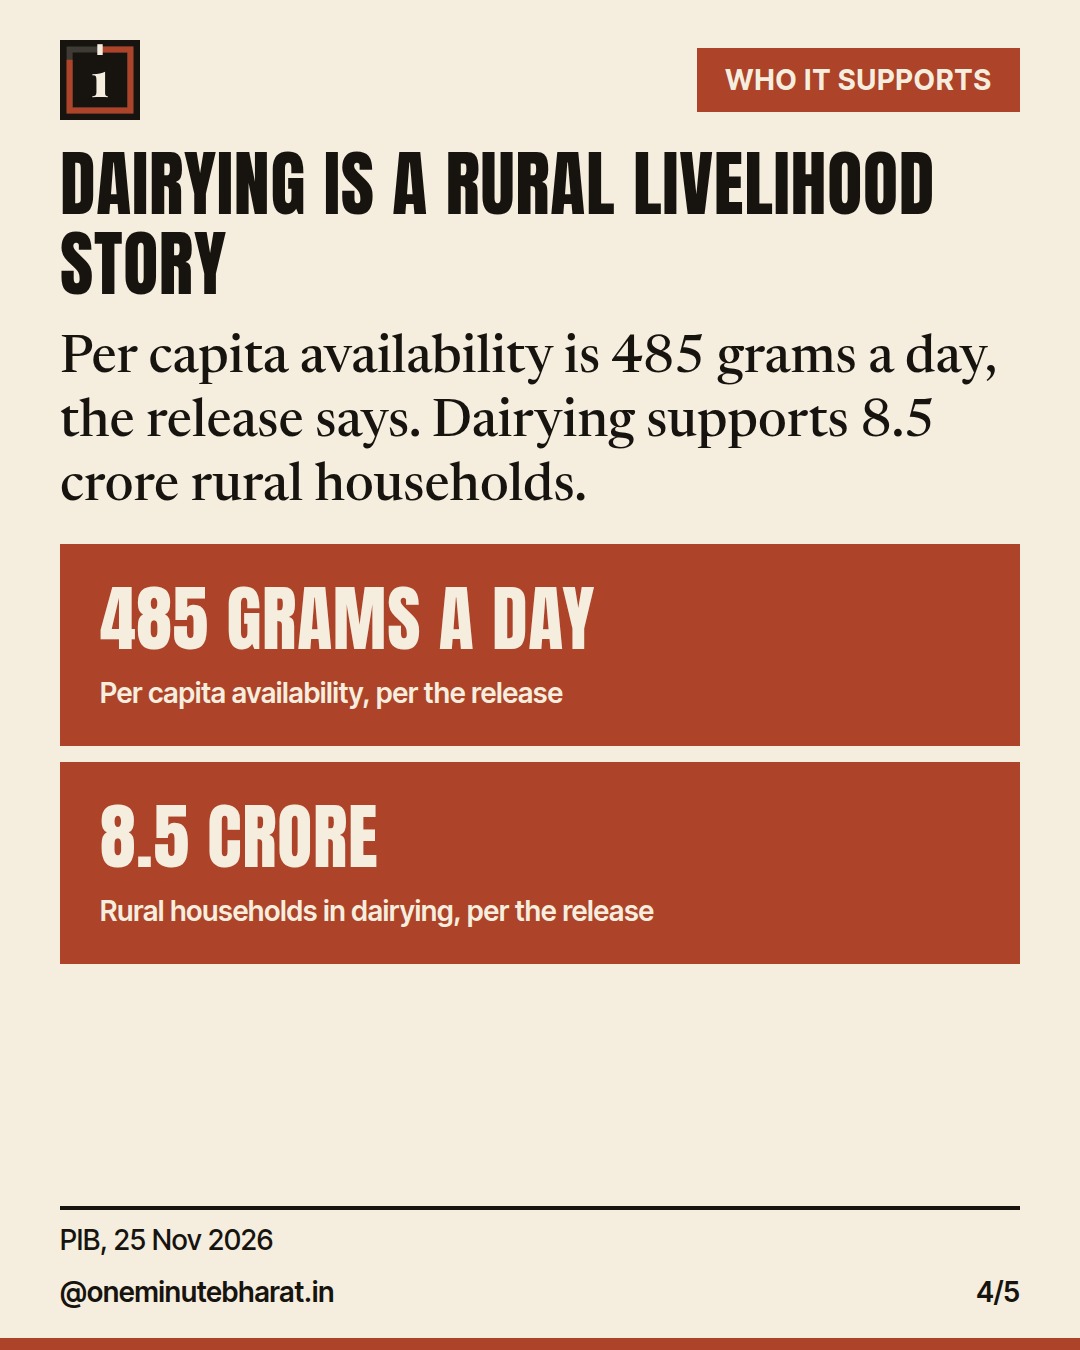 1
WHO IT SUPPORTS
DAIRYING IS A RURAL LIVELIHOOD
STORY
Per capita availability is 485 grams a day,
the release says. Dairying supports 8.5
crore rural households.
485 GRAMS A DAY
Per capita availability, per the release
8.5 CRORE
Rural households in dairying, per the release
PIB, 25 Nov 2026
@oneminutebharat.in
4/5